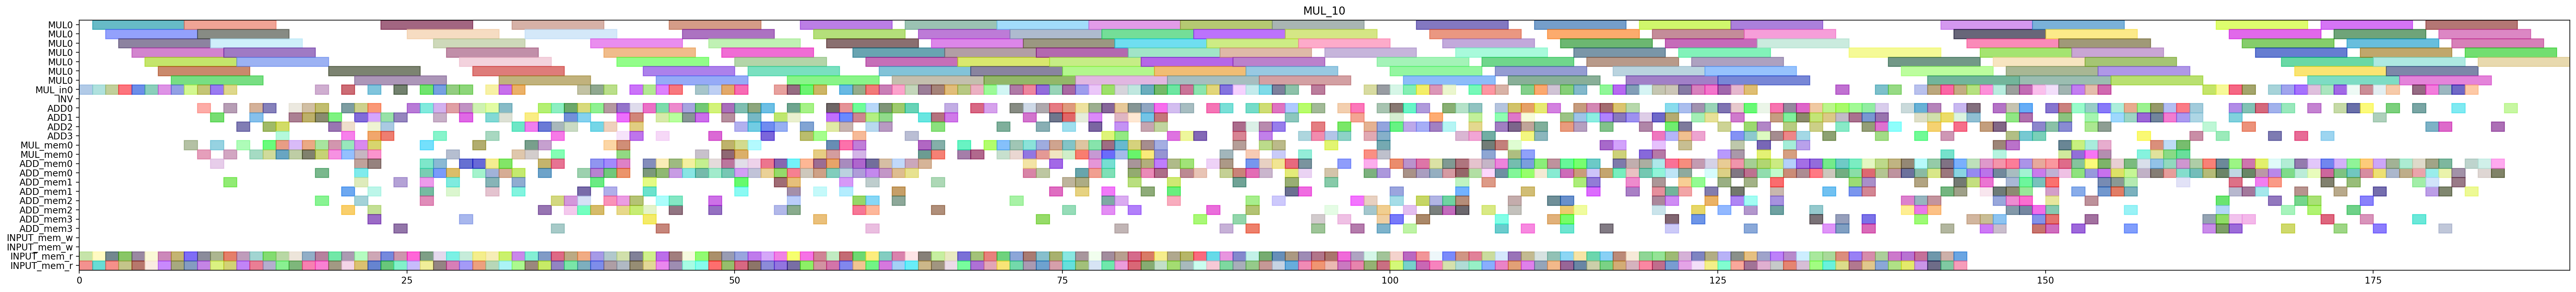 MUL_10
MUL0
MUL0
MUL0
MUL0
MUL0
MUL0
MUL0
MUL_in0
INV
ADD0
ADD1
ADD2
ADD3
MUL_mem0
MUL_mem0
ADD_mem0
ADD_mem0
ADD_mem1
ADD_mem1
ADD_mem2
ADD_mem2
ADD_mem3
ADD_mem3
INPUT_mem_w
INPUT_mem_w
INPUT_mem_r
INPUT_mem_r
0 25 50 75 100 125 150 175